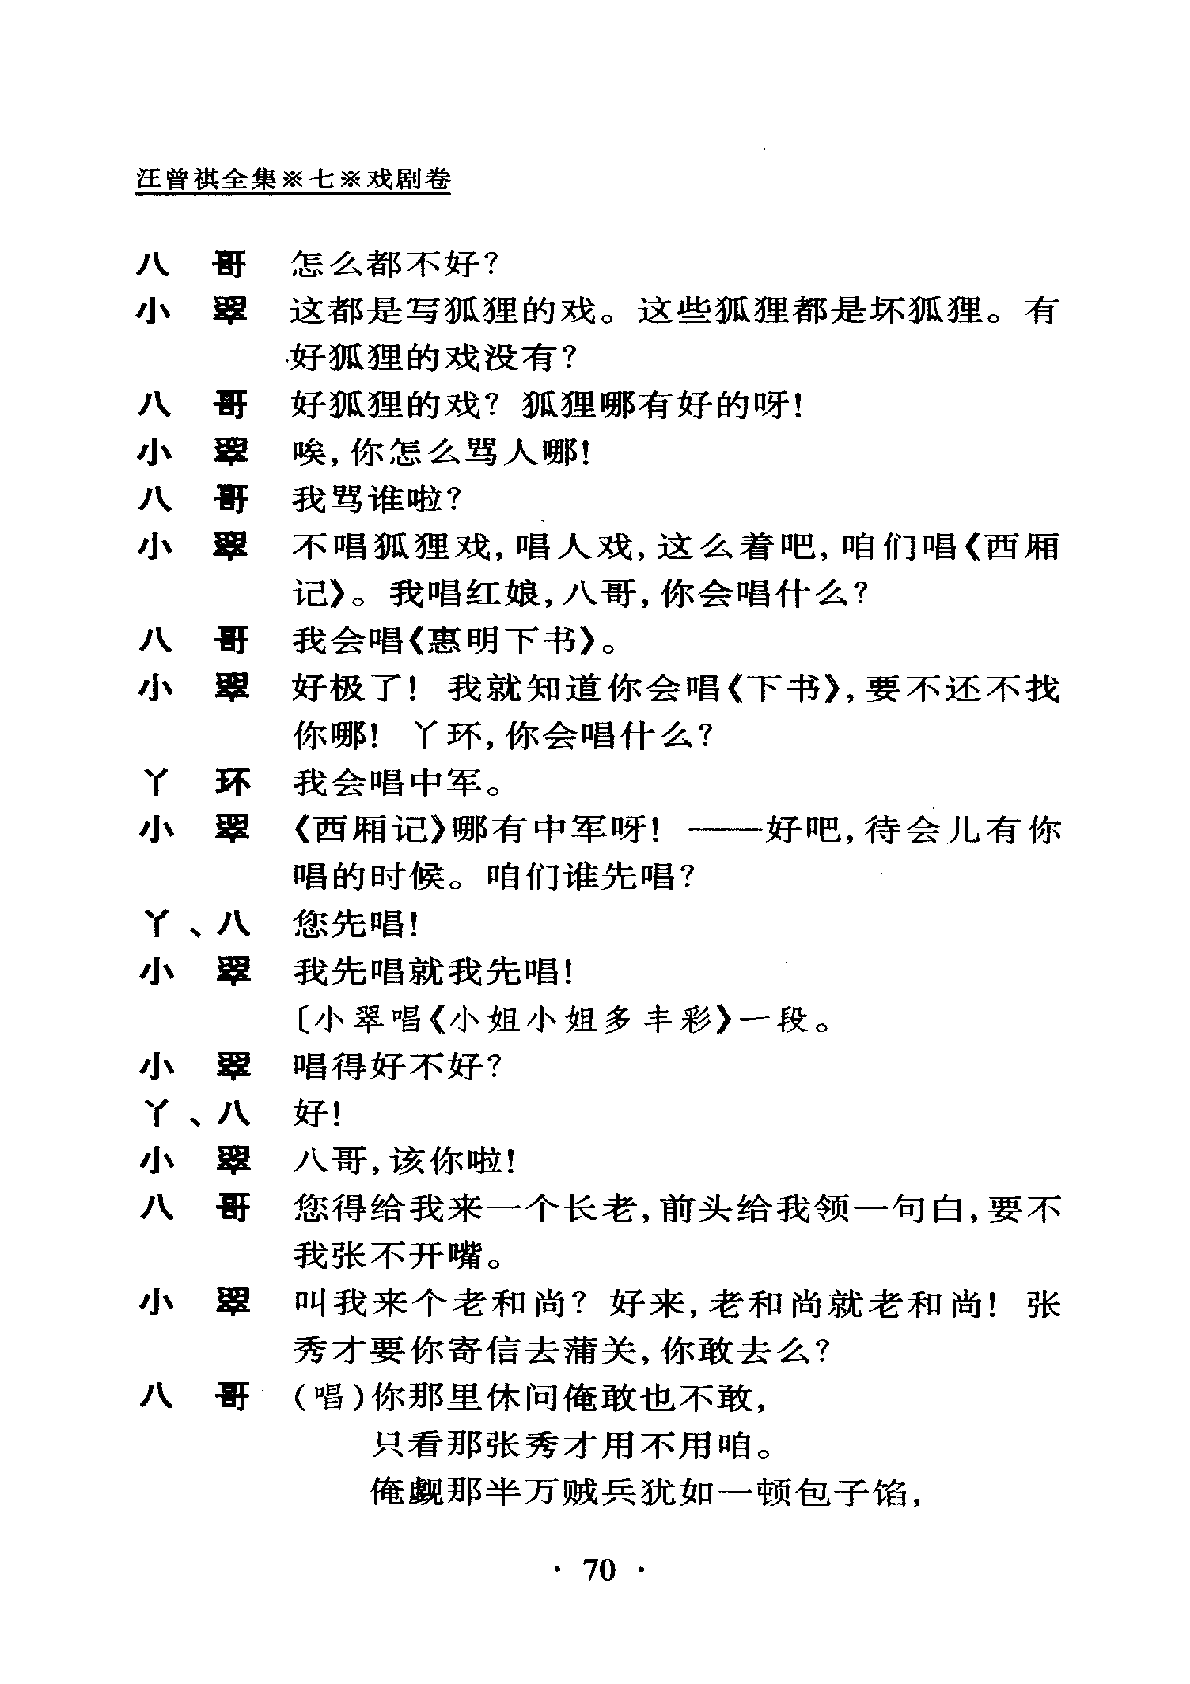 汪曾祺全集※七※戏剧卷
八　哥　怎么都不好?
小　翠　这都是写狐狸的戏。这些狐狸都是坏狐狸。有
好狐狸的戏没有?
八　哥　好狐狸的戏? 狐狸哪有好的呀!
小　翠　唉,你怎么骂人哪!
八　哥　我骂谁啦?
小　翠　不唱狐狸戏,唱人戏,这么着吧,咱们唱《西厢
记》。我唱红娘,八哥,你会唱什么?
八　哥　我会唱《惠明下书》。
小　翠　好极了! 我就知道你会唱《下书》,要不还不找
你哪! 丫环,你会唱什么?
丫　环　我会唱中军。
小　翠　《西厢记》哪有中军呀! ——好吧,待会儿有你
唱的时候。咱们谁先唱?
丫、八　您先唱!
小　翠　我先唱就我先唱!
〔小翠唱《小姐小姐多丰彩》一段。
小　翠　唱得好不好?
丫、八　好!
小　翠　八哥,该你啦!
八　哥　您得给我来一个长老,前头给我领一句白,要不
我张不开嘴。
小　翠　叫我来个老和尚? 好来,老和尚就老和尚! 张
秀才要你寄信去蒲关,你敢去么?
八　哥　(唱)你那里休问俺敢也不敢,
只看那张秀才用不用咱。
俺觑那半万贼兵犹如一顿包子馅,
· 70 ·